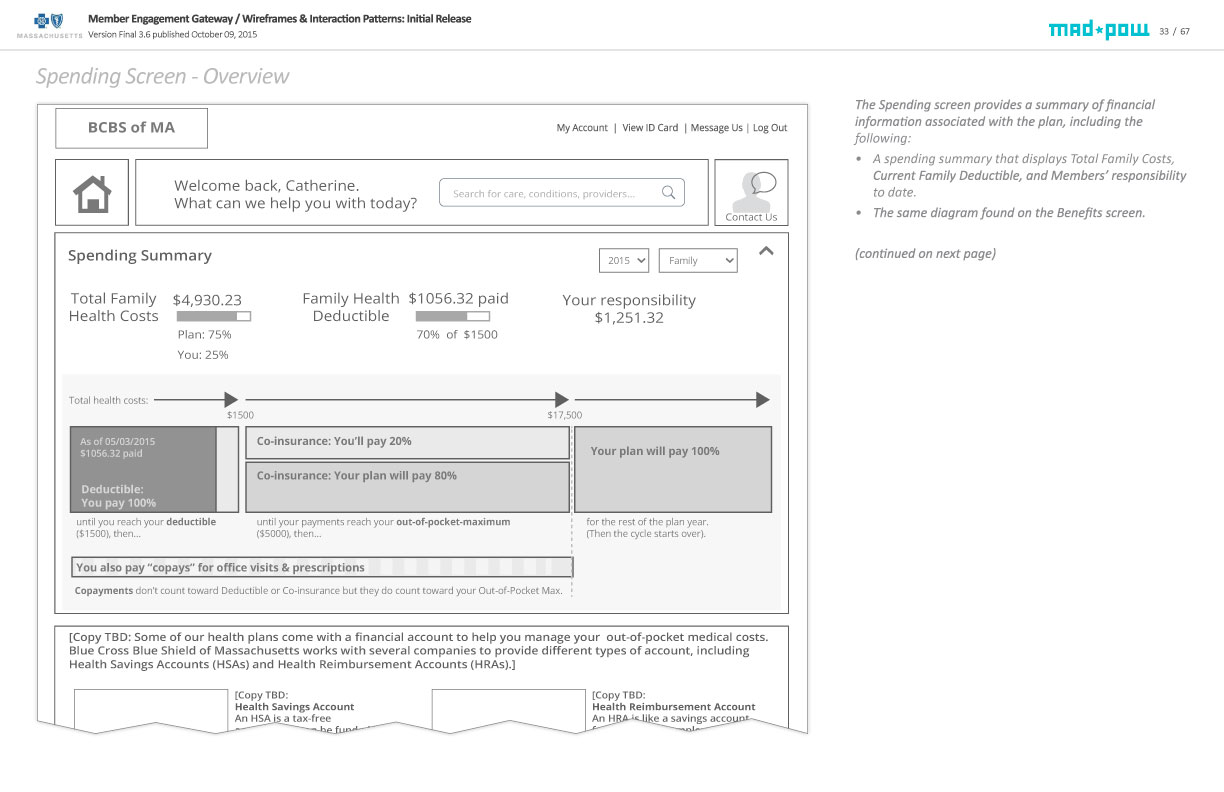 Member Engagement Gateway / Wireframes & Interaction Patterns: Initial Release
Version Final 3.6 published October 09, 2015
MASSACHUSETTS
mad*pow
33 / 67
Spending Screen - Overview
BCBS of MA
My Account | View ID Card | Message Us | Log Out
Welcome back, Catherine.
What can we help you with today?
Search for care, conditions, providers...
Contact Us
Spending Summary
2015
Family
Total Family
Health Costs
$4,930.23
Plan: 75%
You: 25%
Family Health
Deductible
$1056.32 paid
70% of $1500
Your responsibility
$1,251.32
Total health costs:
$1500
$17,500
As of 05/03/2015
$1056.32 paid
Deductible:
You pay 100%
Co-insurance: You'll pay 20%
Co-insurance: Your plan will pay 80%
Your plan will pay 100%
until you reach your deductible
($1500), then...
until your payments reach your out-of-pocket-maximum
($5000), then...
for the rest of the plan year.
(Then the cycle starts over).
You also pay “copays” for office visits & prescriptions
Copayments don't count toward Deductible or Co-insurance but they do count toward your Out-of-Pocket Max.
[Copy TBD: Some of our health plans come with a financial account to help you manage your out-of-pocket medical costs.
Blue Cross Blue Shield of Massachusetts works with several companies to provide different types of account, including
Health Savings Accounts (HSAs) and Health Reimbursement Accounts (HRAs).]
[Copy TBD:
Health Savings Account
An HSA is a tax-free
be fund
[Copy TBD:
Health Reimbursement Account
An HRA is like a savings account
The Spending screen provides a summary of financial
information associated with the plan, including the
following:
• A spending summary that displays Total Family Costs,
Current Family Deductible, and Members' responsibility
to date.
• The same diagram found on the Benefits screen.
(continued on next page)